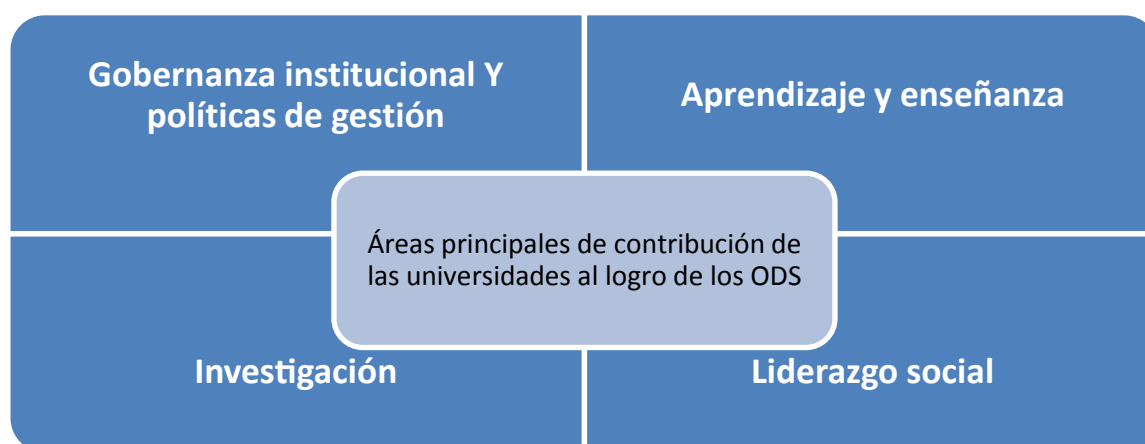 Gobernanza institucional Y
políticas de gestión
Aprendizaje y enseñanza
Áreas principales de contribución de
las universidades al logro de los ODS
Investigación
Liderazgo social